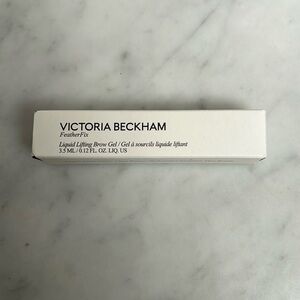 VICTORIA BECKHAM
FeatherFix
Liquid Lifting Brow Gel / Gel à sourcils liquide liftant
3.5 ML / 0.12 FL. OZ. LIQ. US